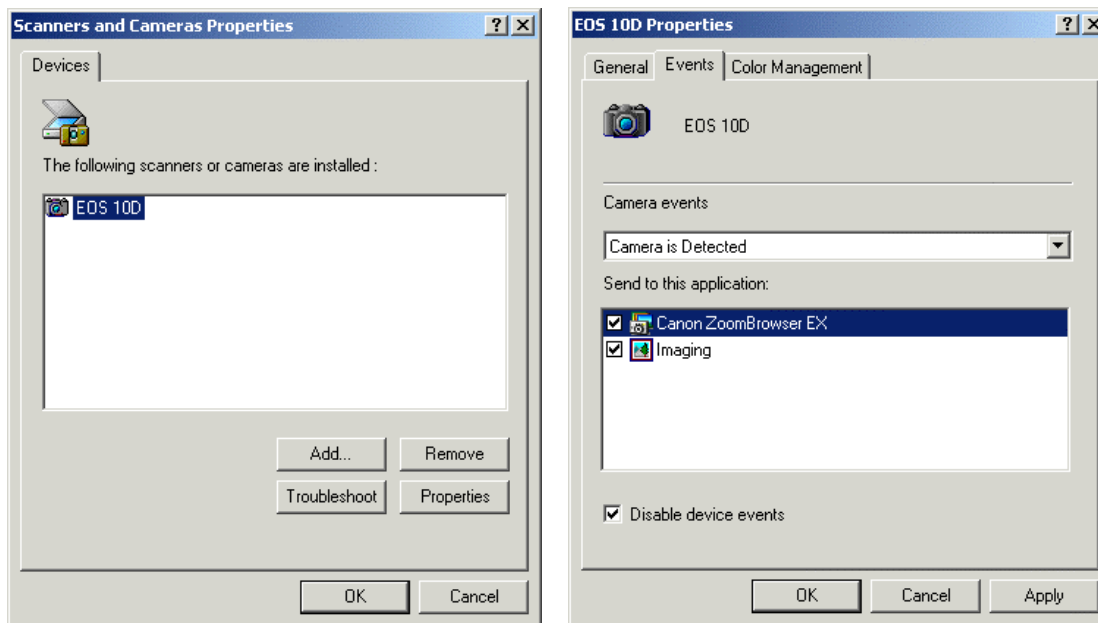 Scanners and Cameras Properties
Devices
The following scanners or cameras are installed :
EOS 10D
Add...
Remove
Troubleshoot
Properties
OK
Cancel
EOS 10D Properties
General
Events
Color Management
EOS 10D
Camera events
Camera is Detected
Send to this application:
Canon ZoomBrowser EX
Imaging
Disable device events
OK
Cancel
Apply